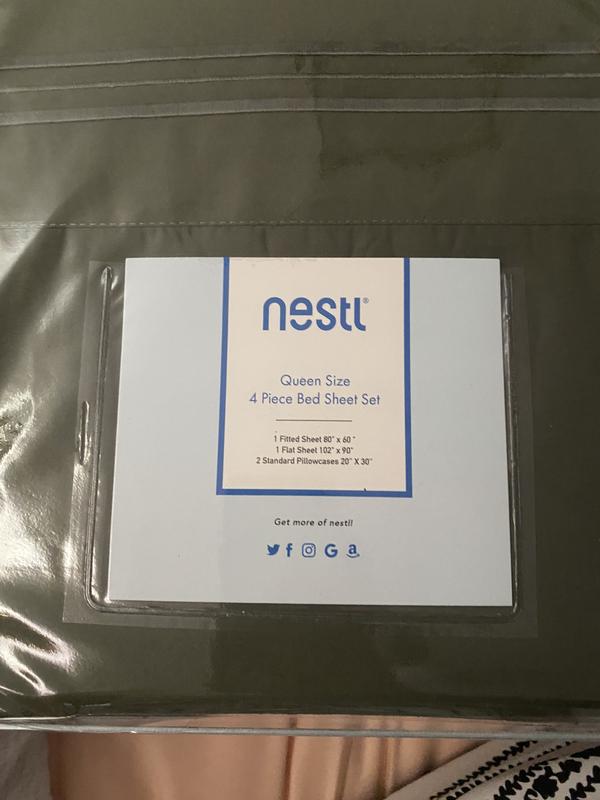 nestl®
Queen Size
4 Piece Bed Sheet Set
1 Fitted Sheet 80" x 60 "
1 Flat Sheet 102" x 90"
2 Standard Pillowcases 20" X 30"
Get more of nestl!